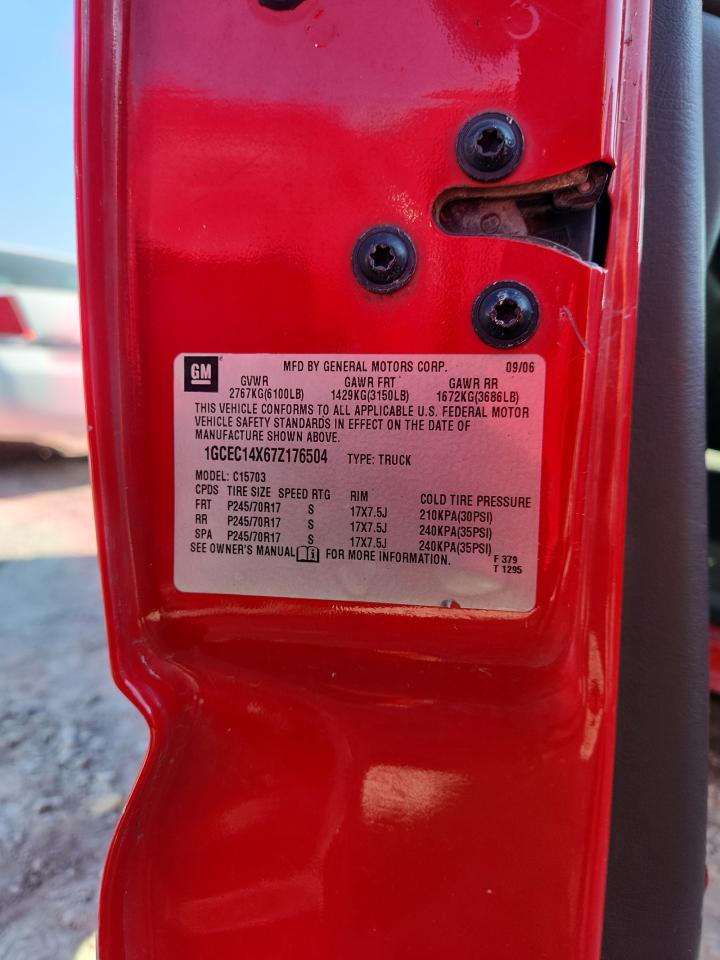 GM MFD BY GENERAL MOTORS CORP. 09/06
GVWR GAWR FRT GAWR RR
2767KG(6100LB) 1429KG(3150LB) 1672KG(3686LB)
THIS VEHICLE CONFORMS TO ALL APPLICABLE U.S. FEDERAL MOTOR
VEHICLE SAFETY STANDARDS IN EFFECT ON THE DATE OF
MANUFACTURE SHOWN ABOVE.
1GCEC14X67Z176504 TYPE: TRUCK
MODEL: C15703
CPDS TIRE SIZE SPEED RTG RIM COLD TIRE PRESSURE
FRT P245/70R17 S 17X7.5J 210KPA(30PSI)
RR P245/70R17 S 17X7.5J 240KPA(35PSI)
SPA P245/70R17 S 17X7.5J 240KPA(35PSI)
SEE OWNER'S MANUAL FOR MORE INFORMATION. F 379
T 1295